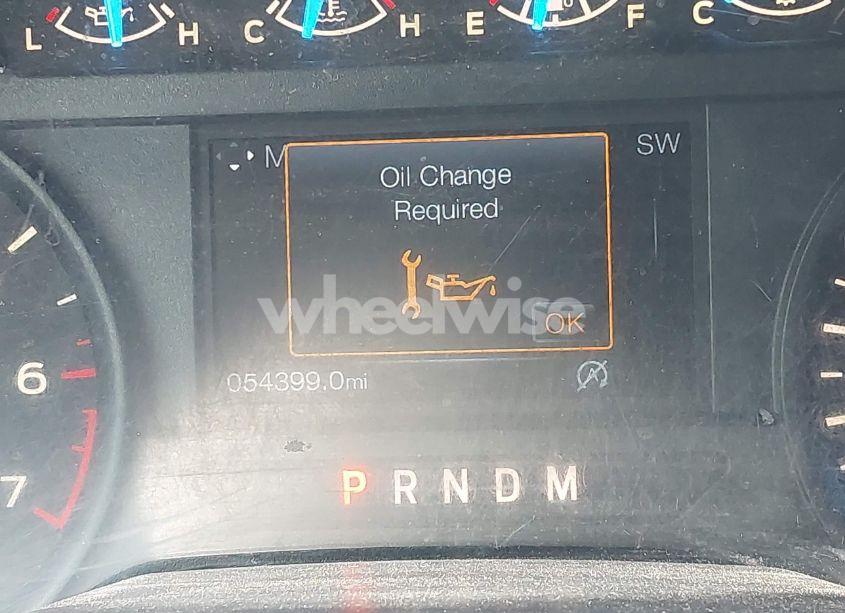 L H C H E F C
M
SW
Oil Change
Required
wheelwise
OK
054399.0mi
6
7
P R N D M